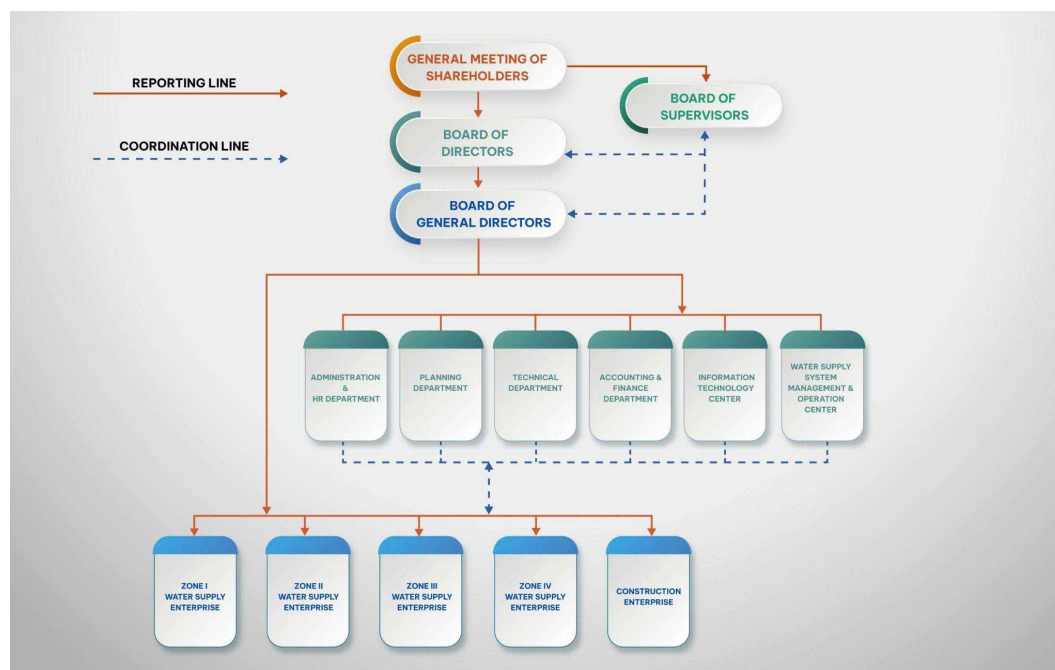 GENERAL MEETING OF
SHAREHOLDERS
REPORTING LINE
BOARD OF
SUPERVISORS
COORDINATION LINE
BOARD OF
DIRECTORS
BOARD OF
GENERAL DIRECTORS
ADMINISTRATION
&
HR DEPARTMENT
PLANNING
DEPARTMENT
TECHNICAL
DEPARTMENT
ACCOUNTING &
FINANCE
DEPARTMENT
INFORMATION
TECHNOLOGY
CENTER
WATER SUPPLY
SYSTEM
MANAGEMENT &
OPERATION
CENTER
ZONE I
WATER SUPPLY
ENTERPRISE
ZONE II
WATER SUPPLY
ENTERPRISE
ZONE III
WATER SUPPLY
ENTERPRISE
ZONE IV
WATER SUPPLY
ENTERPRISE
CONSTRUCTION
ENTERPRISE